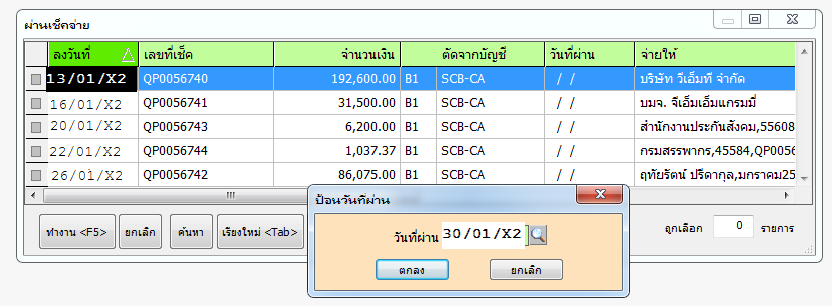 ผ่านเช็คจ่าย
ลงวันที่ เลขที่เช็ค จำนวนเงิน ตัดจากบัญชี วันที่ผ่าน จ่ายให้
13/01/X2 QP0056740 192,600.00 B1 SCB-CA / / บริษัท วีเอ็มที จำกัด
16/01/X2 QP0056741 31,500.00 B1 SCB-CA / / บมจ. จีเอ็มเอ็มแกรมมี่
20/01/X2 QP0056743 6,200.00 B1 SCB-CA / / สำนักงานประกันสังคม,55608
22/01/X2 QP0056744 1,037.37 B1 SCB-CA / / กรมสรรพากร,45584,QP0056
26/01/X2 QP0056742 86,075.00 B1 SCB-CA / / ฤทัยรัตน์ ปรีดากุล,มกราคม25
ป้อนวันที่ผ่าน
วันที่ผ่าน 30/01/X2
ตกลง ยกเลิก
ทำงาน <F5> ยกเลิก ค้นหา เรียงใหม่ <Tab> ถูกเลือก 0 รายการ